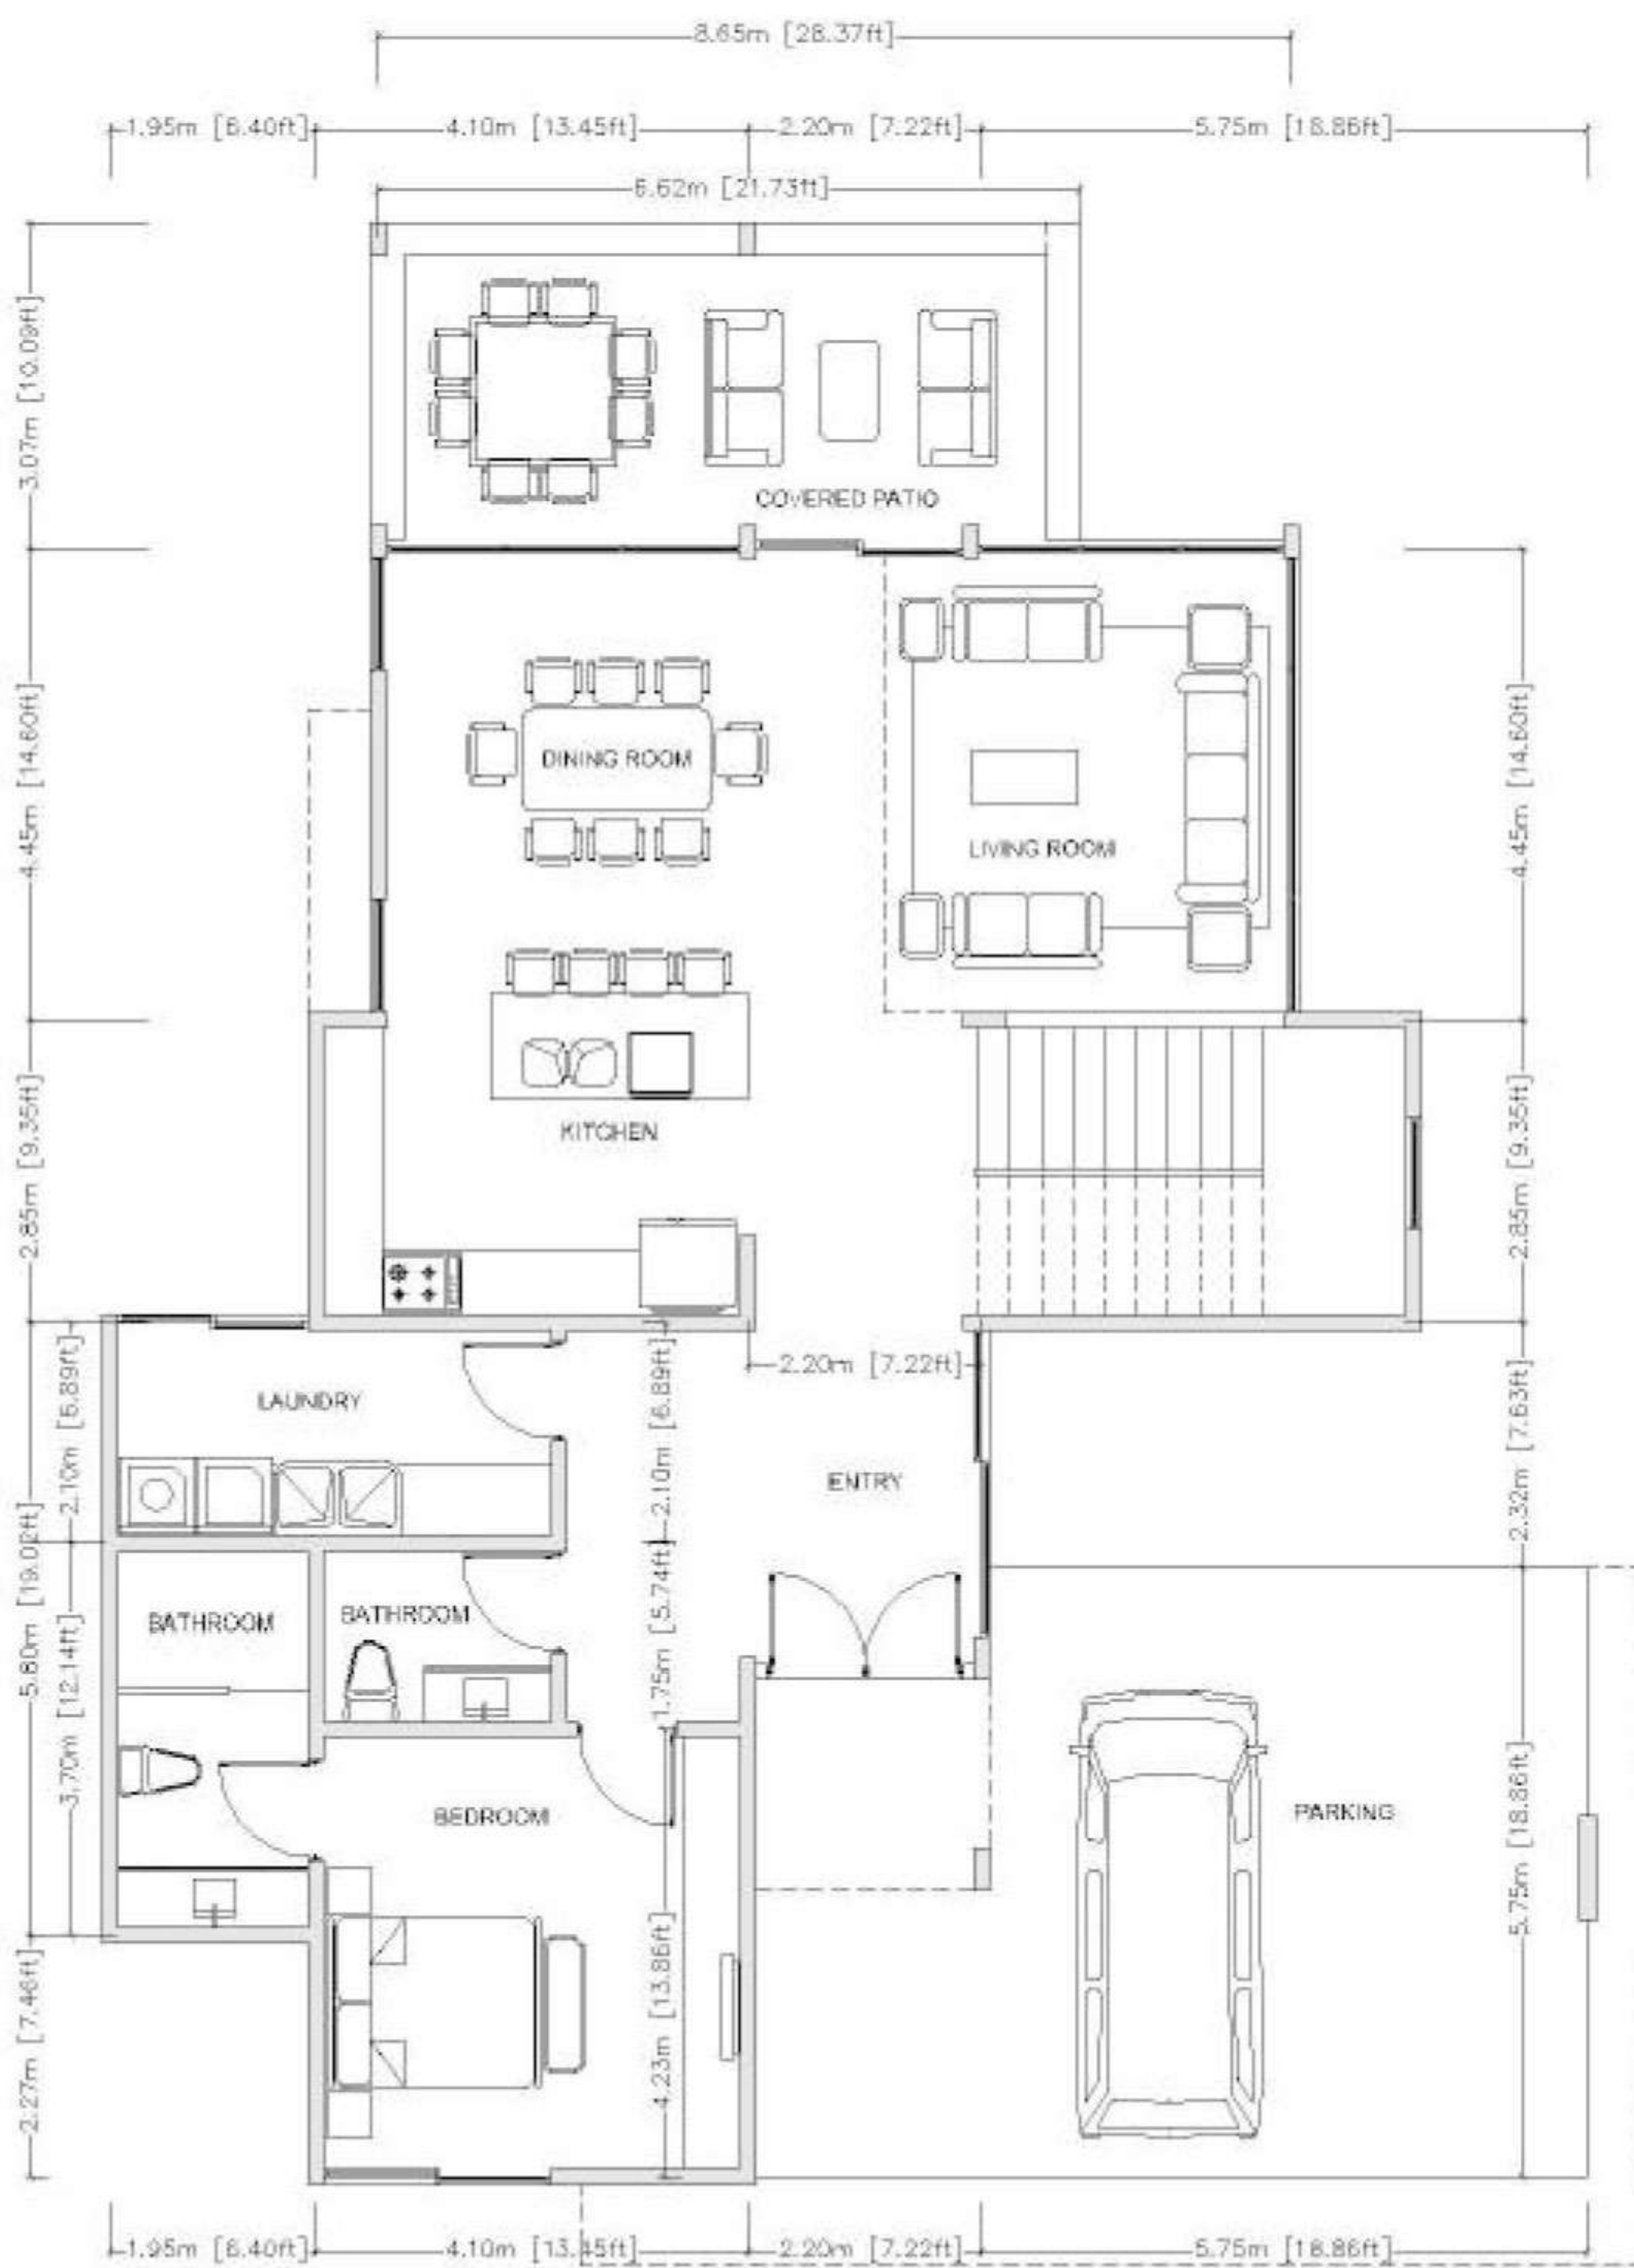 8.65m [28.37ft]
1.95m [6.40ft]
4.10m [13.45ft]
2.20m [7.22ft]
5.75m [18.86ft]
6.62m [21.73ft]
3.07m [10.09ft]
COVERED PATIO
4.45m [14.60ft]
DINING ROOM
LIVING ROOM
4.45m [14.60ft]
2.85m [9.35ft]
KITCHEN
2.85m [9.35ft]
5.80m [19.02ft]
2.10m [6.89ft]
LAUNDRY
2.10m [6.89ft]
2.20m [7.22ft]
ENTRY
2.32m [7.63ft]
3.70m [12.14ft]
BATHROOM
BATHROOM
1.75m [5.74ft]
BEDROOM
PARKING
5.75m [18.86ft]
2.27m [7.46ft]
4.23m [13.86ft]
1.95m [6.40ft]
4.10m [13.45ft]
2.20m [7.22ft]
5.75m [18.86ft]